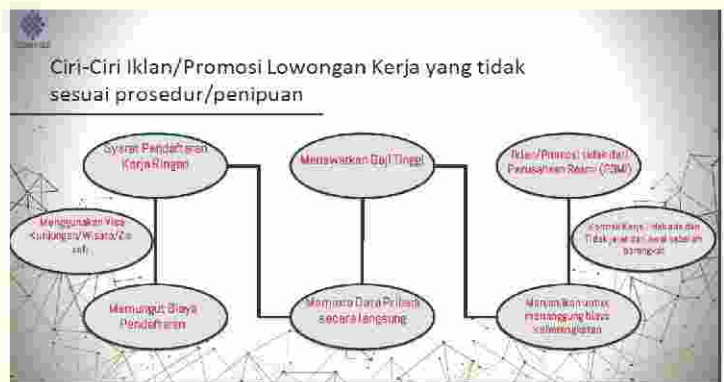 Ciri-Ciri Iklan/Promosi Lowongan Kerja yang tidak
sesuai prosedur/penipuan
Syarat Pendaftaran
Kerja Ringan
Menawarkan Gaji Tinggi
Iklan/Promosi tidak dari
Perusahaan Resmi (P3MI)
Menggunakan Visa
Kunjungan/Wisata/Zia
rah
Kontrak Kerja Tidak ada dan
Tidak jelas dari awal sebelum
berangkat
Memungut Biaya
Pendaftaran
Meminta Data Pribadi
secara langsung
Menjanjikan untuk
menanggung biaya
keberangkatan